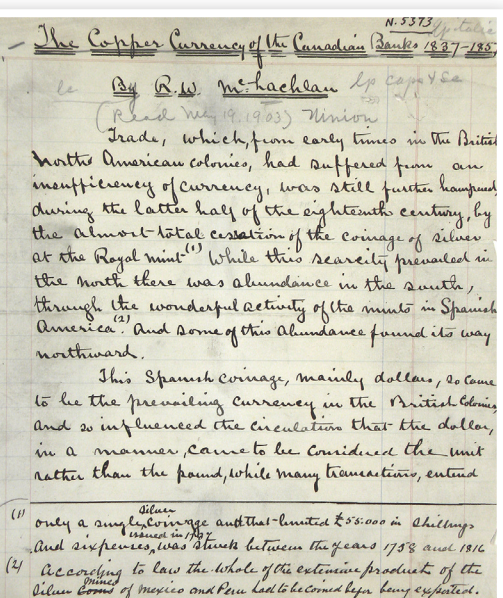 N. 5373
The Copper Currency of the Canadian Banks 1837-1857
By R.W. McLachlan
(Read May 19, 1903) Minion
Trade, which, from early times in the British
North American colonies, had suffered from an
insufficiency of currency, was still further hampered,
during the latter half of the eighteenth century, by
the almost total cessation of the coinage of silver
at the Royal mint (1) While this scarcity prevailed in
the north there was abundance in the south,
through the wonderful activity of the mints in Spanish
America. (2) And some of this abundance found its way
northward.
This Spanish coinage, mainly dollars, so came
to be the prevailing currency in the British Colonies
and so influenced the circulation that the dollar,
in a manner, came to be considered the unit
rather than the pound, while many transactions, entend
(1) only a single silver coinage and that limited £55.000 in shillings
issued in 1787
and sixpenses, was struck between the years 1758 and 1816
(2) According to law the whole of the extensive products of the
silver mines of Mexico and Peru had to be coined befor being exported.